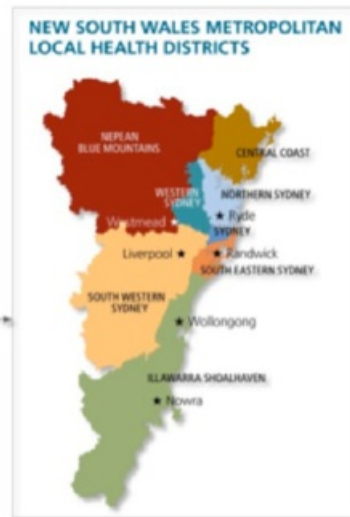 NEW SOUTH WALES METROPOLITAN
LOCAL HEALTH DISTRICTS
NEPEAN
BLUE MOUNTAINS
CENTRAL COAST
WESTERN
SYDNEY
NORTHERN SYDNEY
Westmead
Ryde
SYDNEY
Liverpool
Randwick
SOUTH EASTERN SYDNEY
SOUTH WESTERN
SYDNEY
Wollongong
ILLAWARRA SHOALHAVEN
Nowra